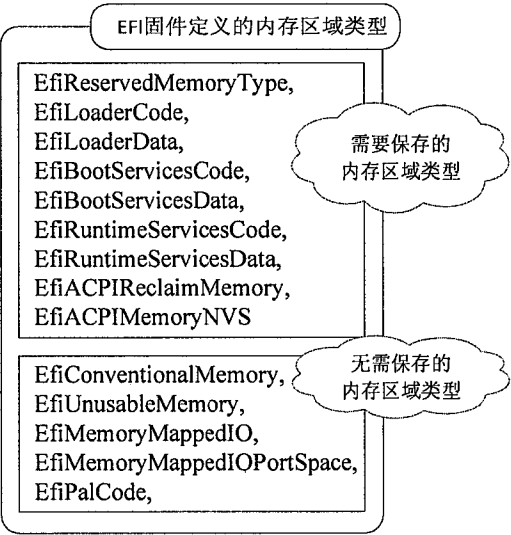 EFI固件定义的内存区域类型
EfiReservedMemoryType,
EfiLoaderCode,
EfiLoaderData,
EfiBootServicesCode,
EfiBootServicesData,
EfiRuntimeServicesCode,
EfiRuntimeServicesData,
EfiACPIReclaimMemory,
EfiACPIMemoryNVS
需要保存的
内存区域类型
EfiConventionalMemory,
EfiUnusableMemory,
EfiMemoryMappedIO,
EfiMemoryMappedIOPortSpace,
EfiPalCode,
无需保存的
内存区域类型